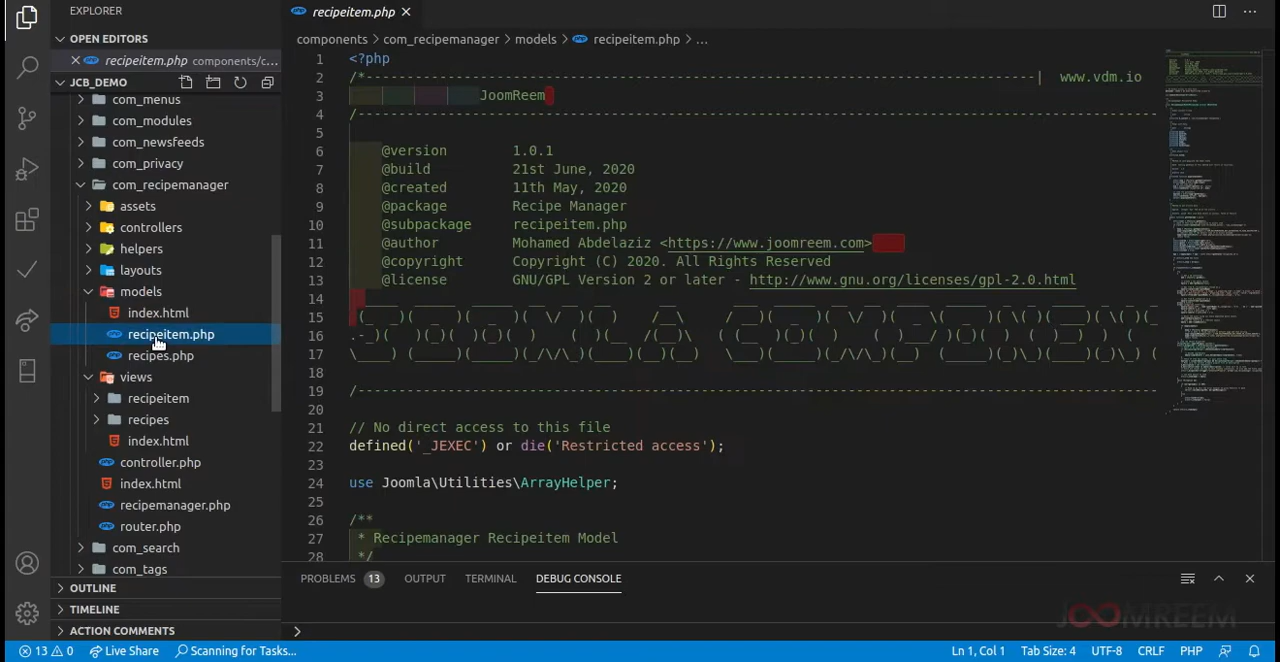 EXPLORER
OPEN EDITORS
recipeitem.php components/c...
JCB_DEMO
com_menus
com_modules
com_newsfeeds
com_privacy
com_recipemanager
assets
controllers
helpers
layouts
models
index.html
recipeitem.php
recipes.php
views
recipeitem
recipes
index.html
controller.php
index.html
recipemanager.php
router.php
com_search
com_tags
OUTLINE
TIMELINE
ACTION COMMENTS
recipeitem.php
components > com_recipemanager > models > recipeitem.php > ...
1 <?php
2 /*----------------------------------------------------------------------------------| www.vdm.io
3 JoomReem
4 /-------------------------------------------------------------------------------------------------------
5
6 @version 1.0.1
7 @build 21st June, 2020
8 @created 11th May, 2020
9 @package Recipe Manager
10 @subpackage recipeitem.php
11 @author Mohamed Abdelaziz <https://www.joomreem.com>
12 @copyright Copyright (C) 2020. All Rights Reserved
13 @license GNU/GPL Version 2 or later - http://www.gnu.org/licenses/gpl-2.0.html
14
15
16
17
18
19 /-------------------------------------------------------------------------------------------------------
20
21 // No direct access to this file
22 defined('_JEXEC') or die('Restricted access');
23
24 use Joomla\Utilities\ArrayHelper;
25
26 /**
27 * Recipemanager Recipeitem Model
28 */
PROBLEMS 13 OUTPUT TERMINAL DEBUG CONSOLE
JOOMREEM
13 0 Live Share Scanning for Tasks... Ln 1, Col 1 Tab Size: 4 UTF-8 CRLF PHP